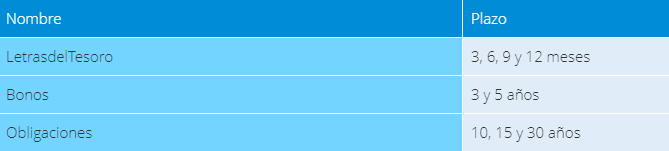 Nombre Plazo
LetrasdelTesoro 3, 6, 9 y 12 meses
Bonos 3 y 5 años
Obligaciones 10, 15 y 30 años